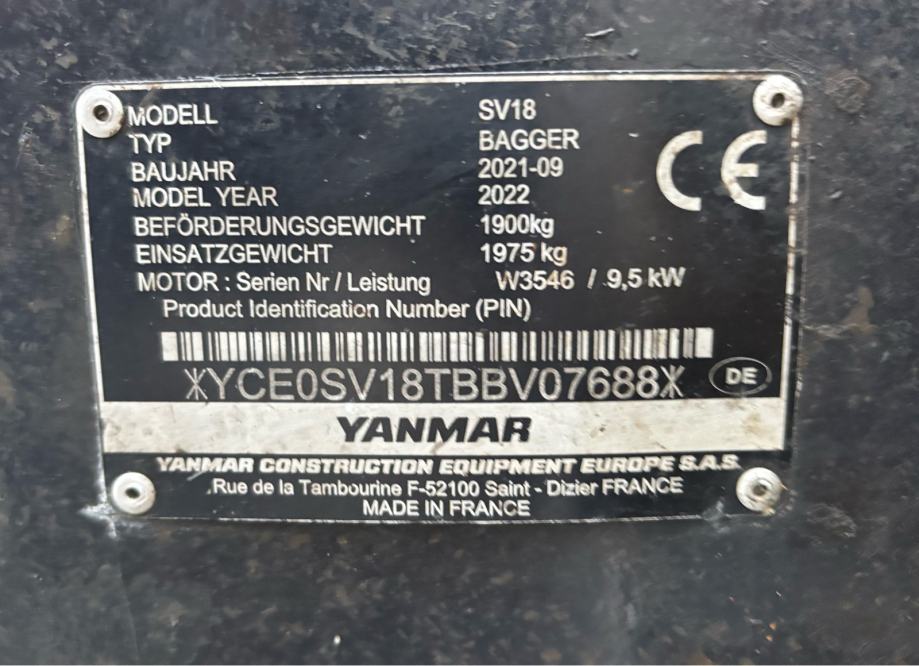 MODELL SV18
TYP BAGGER
BAUJAHR 2021-09
MODEL YEAR 2022
BEFÖRDERUNGSGEWICHT 1900kg
EINSATZGEWICHT 1975 kg
MOTOR : Serien Nr / Leistung W3546 / 9,5 kW
Product Identification Number (PIN)
CE
*YCE0SV18TBBV07688*
DE
YANMAR
YANMAR CONSTRUCTION EQUIPMENT EUROPE S.A.S.
Rue de la Tambourine F-52100 Saint - Dizier FRANCE
MADE IN FRANCE